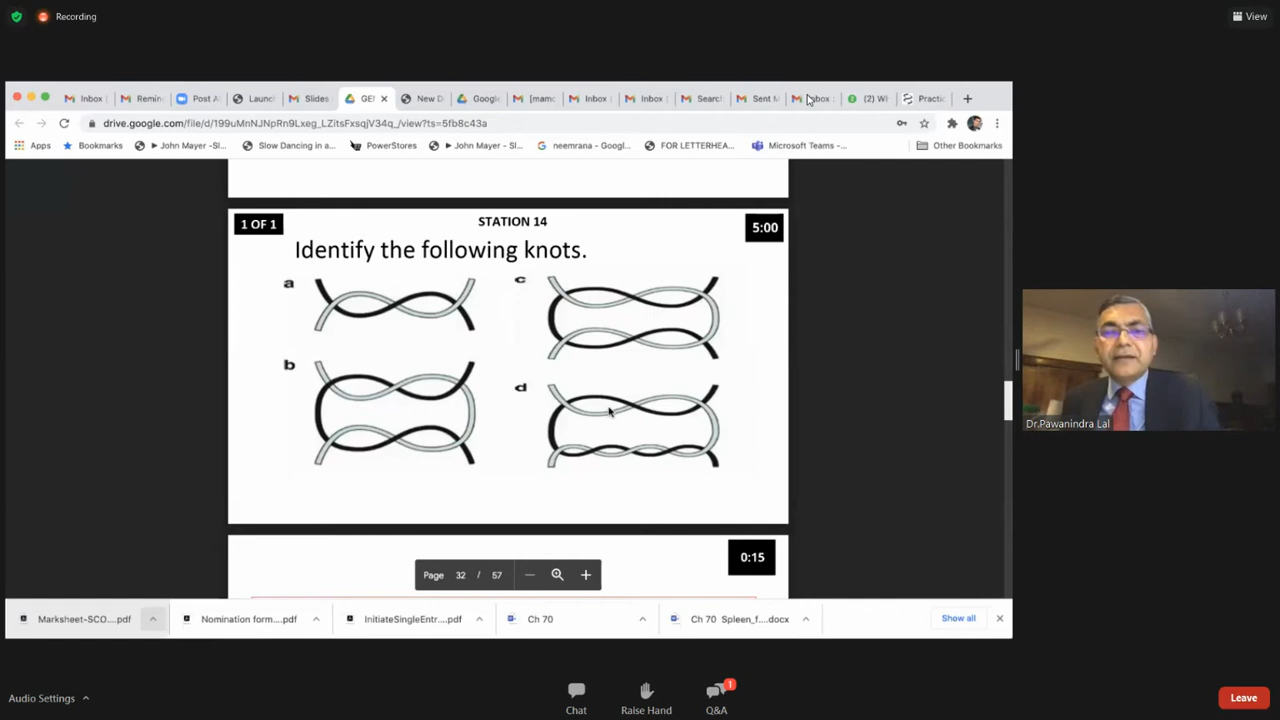 Recording
View
Inbox (
Remin
Post A
Launc
Slides
GE
New D
Google
[mamc
Inbox (
Inbox (
Searc
Sent M
Inbox
(2) W
Practic
drive.google.com/file/d/199uMnNJNpRn9Lxeg_LZitsFxsqjV34q_/view?ts=5fb8c43a
Apps
Bookmarks
► John Mayer -Sl...
Slow Dancing in a...
PowerStores
► John Mayer - Sl...
neemrana - Googl...
FOR LETTERHEA...
Microsoft Teams -...
Other Bookmarks
1 OF 1
STATION 14
5:00
Identify the following knots.
a
c
b
d
Dr.Pawanindra Lal
0:15
Page 32 / 57
Marksheet-SCO....pdf
Nomination form...pdf
InitiateSingleEntr...pdf
Ch 70
Ch 70 Spleen_f....docx
Show all
Audio Settings
Chat
Raise Hand
1
Q&A
Leave